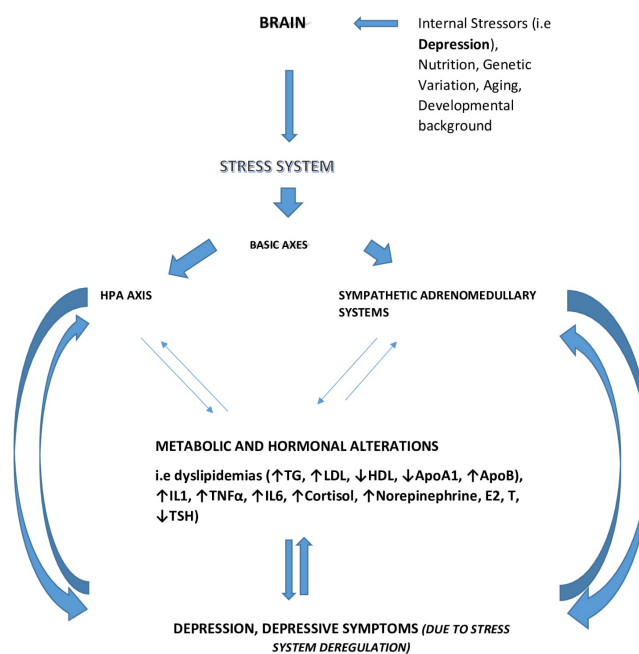 BRAIN
Internal Stressors (i.e
Depression),
Nutrition, Genetic
Variation, Aging,
Developmental
background
STRESS SYSTEM
BASIC AXES
HPA AXIS
SYMPATHETIC ADRENOMEDULLARY
SYSTEMS
METABOLIC AND HORMONAL ALTERATIONS
i.e dyslipidemias (↑TG, ↑LDL, ↓HDL, ↓ApoA1, ↑ApoB),
↑IL1, ↑TNFα, ↑IL6, ↑Cortisol, ↑Norepinephrine, E2, T,
↓TSH)
DEPRESSION, DEPRESSIVE SYMPTOMS (DUE TO STRESS
SYSTEM DEREGULATION)